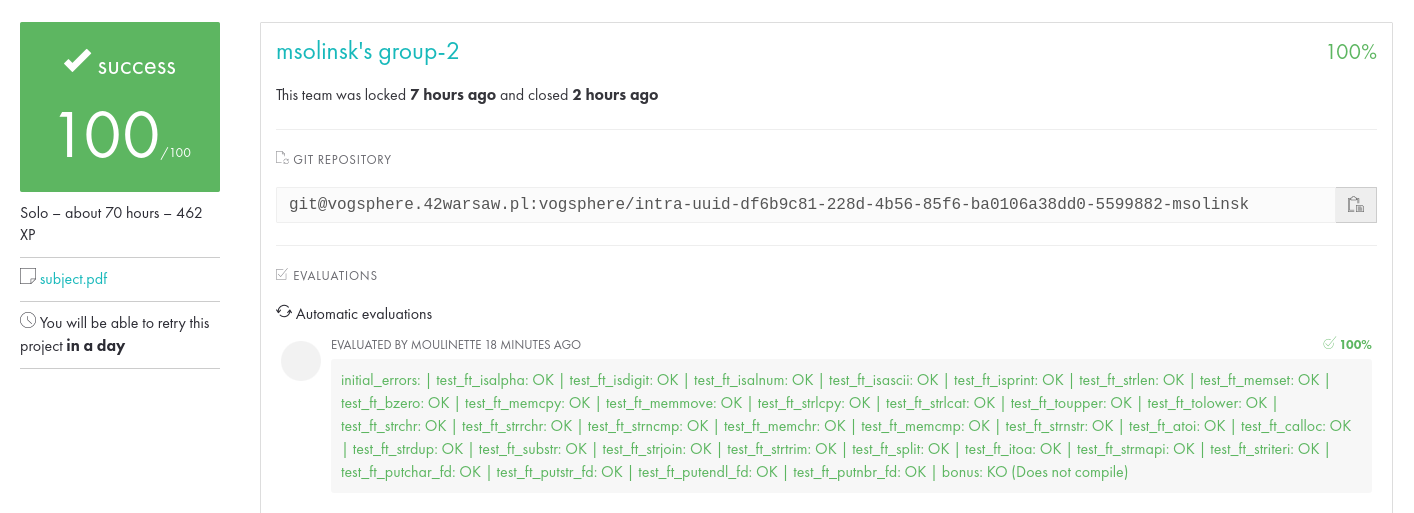 success
100/100
Solo – about 70 hours – 462
XP
subject.pdf
You will be able to retry this
project in a day
msolinsk's group-2
100%
This team was locked 7 hours ago and closed 2 hours ago
GIT REPOSITORY
git@vogsphere.42warsaw.pl:vogsphere/intra-uuid-df6b9c81-228d-4b56-85f6-ba0106a38dd0-5599882-msolinsk
EVALUATIONS
Automatic evaluations
EVALUATED BY MOULINETTE 18 MINUTES AGO
100%
initial_errors: | test_ft_isalpha: OK | test_ft_isdigit: OK | test_ft_isalnum: OK | test_ft_isascii: OK | test_ft_isprint: OK | test_ft_strlen: OK | test_ft_memset: OK |
test_ft_bzero: OK | test_ft_memcpy: OK | test_ft_memmove: OK | test_ft_strlcpy: OK | test_ft_strlcat: OK | test_ft_toupper: OK | test_ft_tolower: OK |
test_ft_strchr: OK | test_ft_strrchr: OK | test_ft_strncmp: OK | test_ft_memchr: OK | test_ft_memcmp: OK | test_ft_strnstr: OK | test_ft_atoi: OK | test_ft_calloc: OK
| test_ft_strdup: OK | test_ft_substr: OK | test_ft_strjoin: OK | test_ft_strtrim: OK | test_ft_split: OK | test_ft_itoa: OK | test_ft_strmapi: OK | test_ft_striteri: OK |
test_ft_putchar_fd: OK | test_ft_putstr_fd: OK | test_ft_putendl_fd: OK | test_ft_putnbr_fd: OK | bonus: KO (Does not compile)